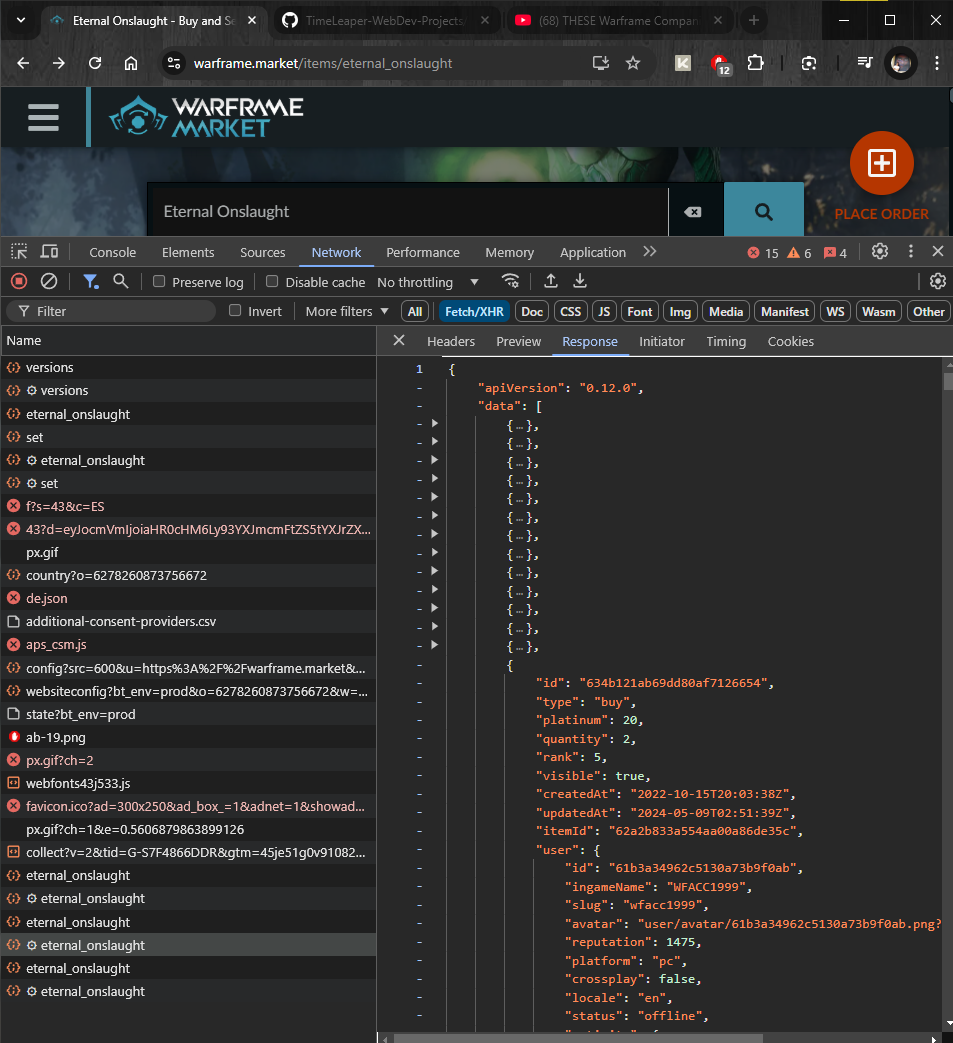 Eternal Onslaught - Buy and Se
TimeLeaper-WebDev-Projects/
(68) THESE Warframe Compan
warframe.market/items/eternal_onslaught
12
WARFRAME
MARKET
Eternal Onslaught
PLACE ORDER
Console Elements Sources Network Performance Memory Application 15 6 4
Preserve log Disable cache No throttling
Filter Invert More filters All Fetch/XHR Doc CSS JS Font Img Media Manifest WS Wasm Other
Name
Headers Preview Response Initiator Timing Cookies
versions
versions
eternal_onslaught
set
eternal_onslaught
set
f?s=43&c=ES
43?d=eyJocmVmIjoiaHR0cHM6Ly93YXJmcmFtZS5tYXJrZX...
px.gif
country?o=6278260873756672
de.json
additional-consent-providers.csv
aps_csm.js
config?src=600&u=https%3A%2F%2Fwarframe.market&...
websiteconfig?bt_env=prod&o=6278260873756672&w=...
state?bt_env=prod
ab-19.png
px.gif?ch=2
webfonts43j533.js
favicon.ico?ad=300x250&ad_box_=1&adnet=1&showad...
px.gif?ch=1&e=0.5606879863899126
collect?v=2&tid=G-S7F4866DDR&gtm=45je51g0v91082...
eternal_onslaught
eternal_onslaught
eternal_onslaught
eternal_onslaught
eternal_onslaught
eternal_onslaught
1 {
- "apiVersion": "0.12.0",
- "data": [
- {…},
- {…},
- {…},
- {…},
- {…},
- {…},
- {…},
- {…},
- {…},
- {…},
- {…},
- {…},
- {…},
- {
- "id": "634b121ab69dd80af7126654",
- "type": "buy",
- "platinum": 20,
- "quantity": 2,
- "rank": 5,
- "visible": true,
- "createdAt": "2022-10-15T20:03:38Z",
- "updatedAt": "2024-05-09T02:51:39Z",
- "itemId": "62a2b833a554aa00a86de35c",
- "user": {
- "id": "61b3a34962c5130a73b9f0ab",
- "ingameName": "WFACC1999",
- "slug": "wfacc1999",
- "avatar": "user/avatar/61b3a34962c5130a73b9f0ab.png?
- "reputation": 1475,
- "platform": "pc",
- "crossplay": false,
- "locale": "en",
- "status": "offline",